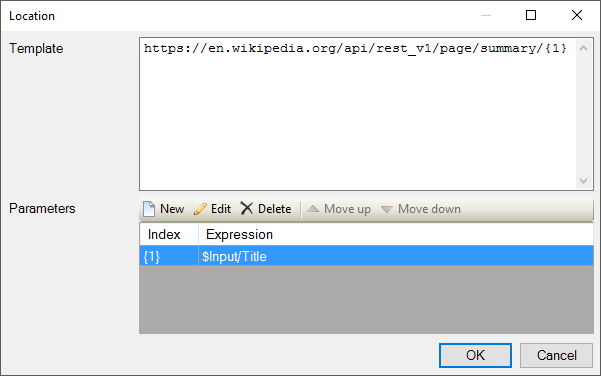 Location
Template
https://en.wikipedia.org/api/rest_v1/page/summary/{1}
Parameters
New Edit Delete Move up Move down
Index Expression
{1} $Input/Title
OK Cancel